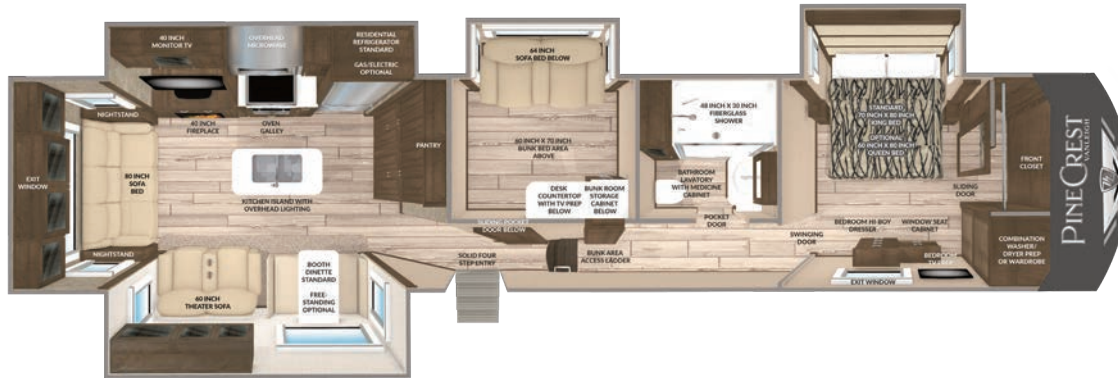 40 INCH
MONITOR TV
OVERHEAD
MICROWAVE
RESIDENTIAL
REFRIGERATOR
STANDARD
GAS/ELECTRIC
OPTIONAL
NIGHTSTAND
40 INCH
FIREPLACE
OVEN
GALLEY
EXIT
WINDOW
80 INCH
SOFA
BED
KITCHEN ISLAND WITH
OVERHEAD LIGHTING
PANTRY
NIGHTSTAND
60 INCH
THEATER SOFA
BOOTH
DINETTE
STANDARD
FREE-
STANDING
OPTIONAL
64 INCH
SOFA BED BELOW
60 INCH X 70 INCH
BUNK BED AREA
ABOVE
DESK
COUNTERTOP
WITH TV PREP
BELOW
BUNK ROOM
STORAGE
CABINET
BELOW
SLIDING POCKET
DOOR BELOW
SOLID FOUR
STEP ENTRY
BUNK AREA
ACCESS LADDER
48 INCH X 30 INCH
FIBERGLASS
SHOWER
BATHROOM
LAVATORY
WITH MEDICINE
CABINET
POCKET
DOOR
STANDARD
70 INCH X 80 INCH
KING BED
OPTIONAL
60 INCH X 80 INCH
QUEEN BED
SLIDING
DOOR
SWINGING
DOOR
BEDROOM HI-BOY
DRESSER
WINDOW SEAT
CABINET
BEDROOM
EXIT WINDOW
FRONT
CLOSET
COMBINATION
WASHER/
DRYER PREP
OR WARDROBE
PINECREST
VANLEIGH